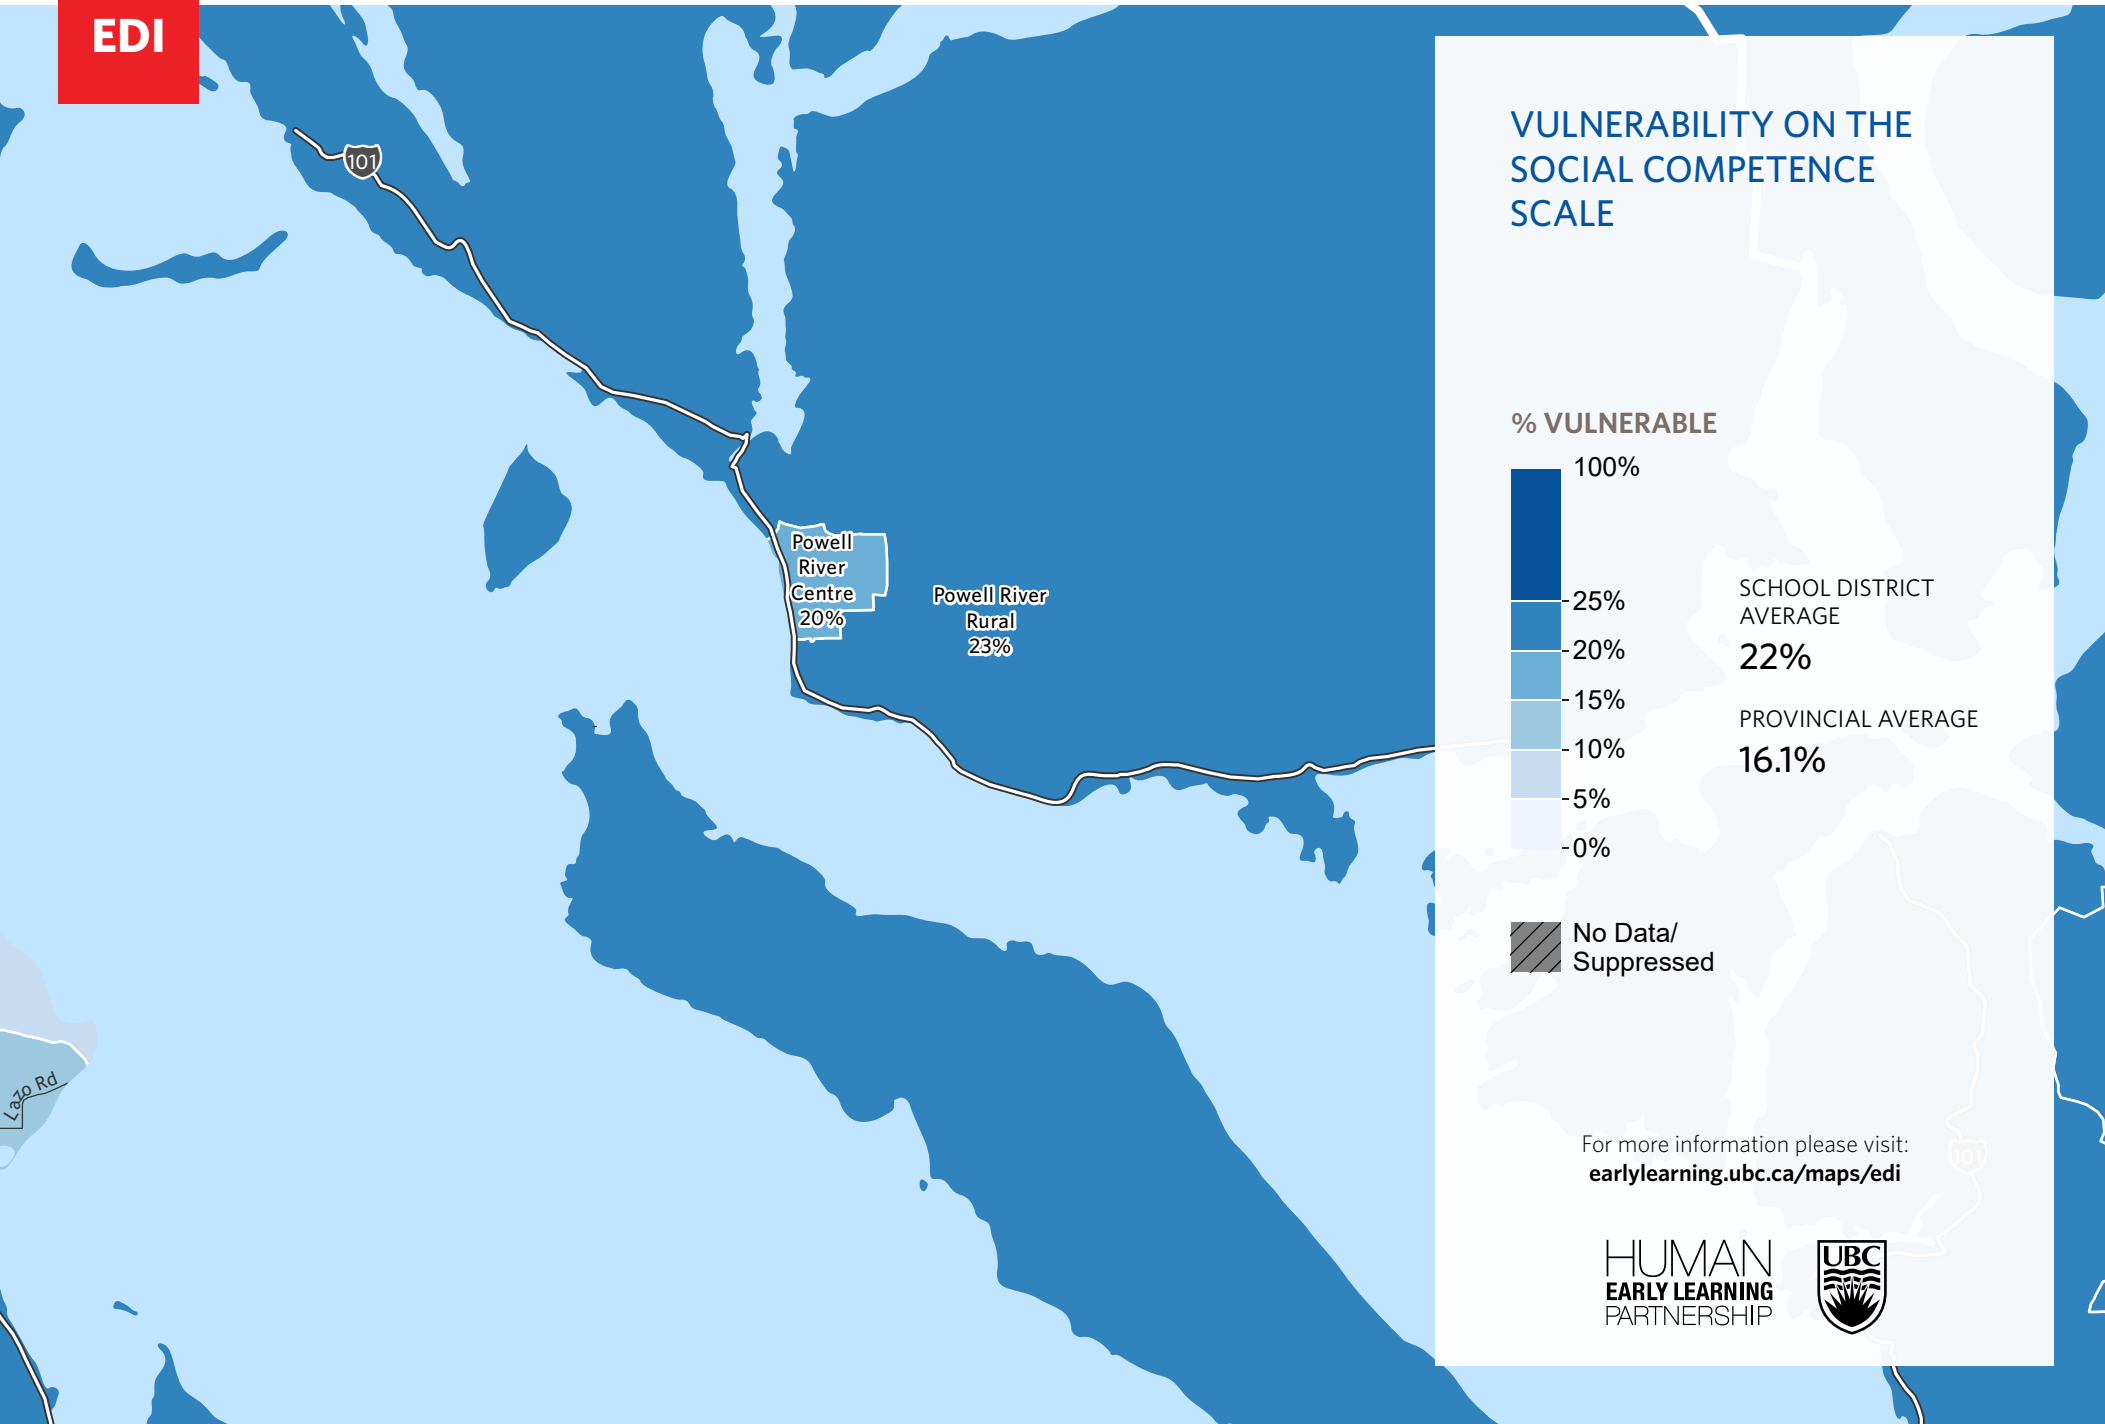 EDI
101
Powell
River
Centre
20%
Powell River
Rural
23%
Lazo Rd
VULNERABILITY ON THE
SOCIAL COMPETENCE
SCALE
% VULNERABLE
100%
25%
20%
15%
10%
5%
0%
SCHOOL DISTRICT
AVERAGE
22%
PROVINCIAL AVERAGE
16.1%
No Data/
Suppressed
For more information please visit:
earlylearning.ubc.ca/maps/edi
101
HUMAN
EARLY LEARNING
PARTNERSHIP
UBC